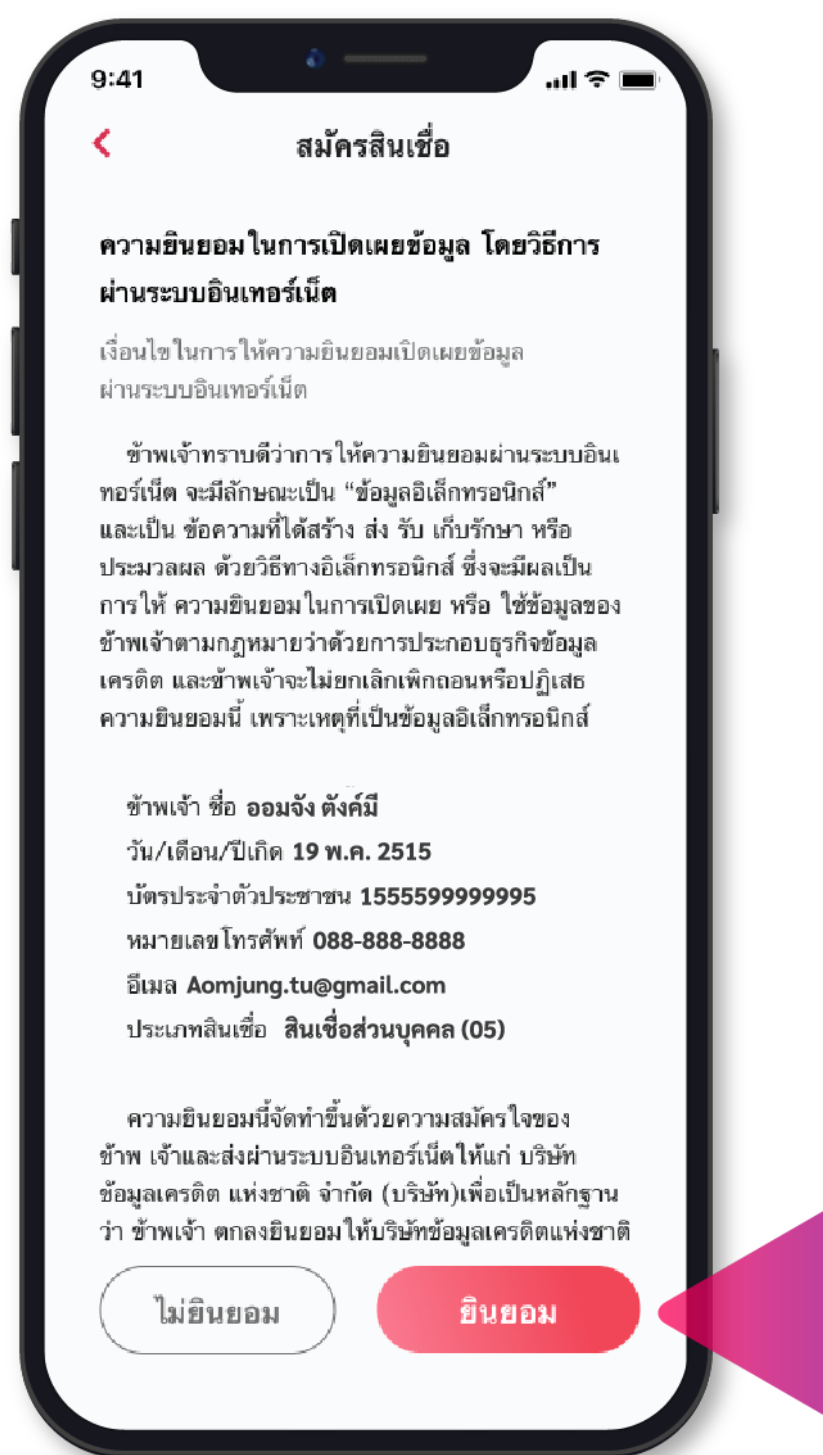 9:41
สมัครสินเชื่อ
ความยินยอมในการเปิดเผยข้อมูล โดยวิธีการ
ผ่านระบบอินเทอร์เน็ต
เงื่อนไขในการให้ความยินยอมเปิดเผยข้อมูล
ผ่านระบบอินเทอร์เน็ต
ข้าพเจ้าทราบดีว่าการให้ความยินยอมผ่านระบบอินเ
ทอร์เน็ต จะมีลักษณะเป็น “ข้อมูลอิเล็กทรอนิกส์”
และเป็น ข้อความที่ได้สร้าง ส่ง รับ เก็บรักษา หรือ
ประมวลผล ด้วยวิธีทางอิเล็กทรอนิกส์ ซึ่งจะมีผลเป็น
การให้ ความยินยอมในการเปิดเผย หรือ ใช้ข้อมูลของ
ข้าพเจ้าตามกฎหมายว่าด้วยการประกอบธุรกิจข้อมูล
เครดิต และข้าพเจ้าจะไม่ยกเลิกเพิกถอนหรือปฏิเสธ
ความยินยอมนี้ เพราะเหตุที่เป็นข้อมูลอิเล็กทรอนิกส์
ข้าพเจ้า ชื่อ ออมจัง ตังค์มี
วัน/เดือน/ปีเกิด 19 พ.ค. 2515
บัตรประจำตัวประชาชน 1555599999995
หมายเลขโทรศัพท์ 088-888-8888
อีเมล Aomjung.tu@gmail.com
ประเภทสินเชื่อ สินเชื่อส่วนบุคคล (05)
ความยินยอมนี้จัดทำขึ้นด้วยความสมัครใจของ
ข้าพ เจ้าและส่งผ่านระบบอินเทอร์เน็ตให้แก่ บริษัท
ข้อมูลเครดิต แห่งชาติ จำกัด (บริษัท)เพื่อเป็นหลักฐาน
ว่า ข้าพเจ้า ตกลงยินยอมให้บริษัทข้อมูลเครดิตแห่งชาติ
ไม่ยินยอม ยินยอม